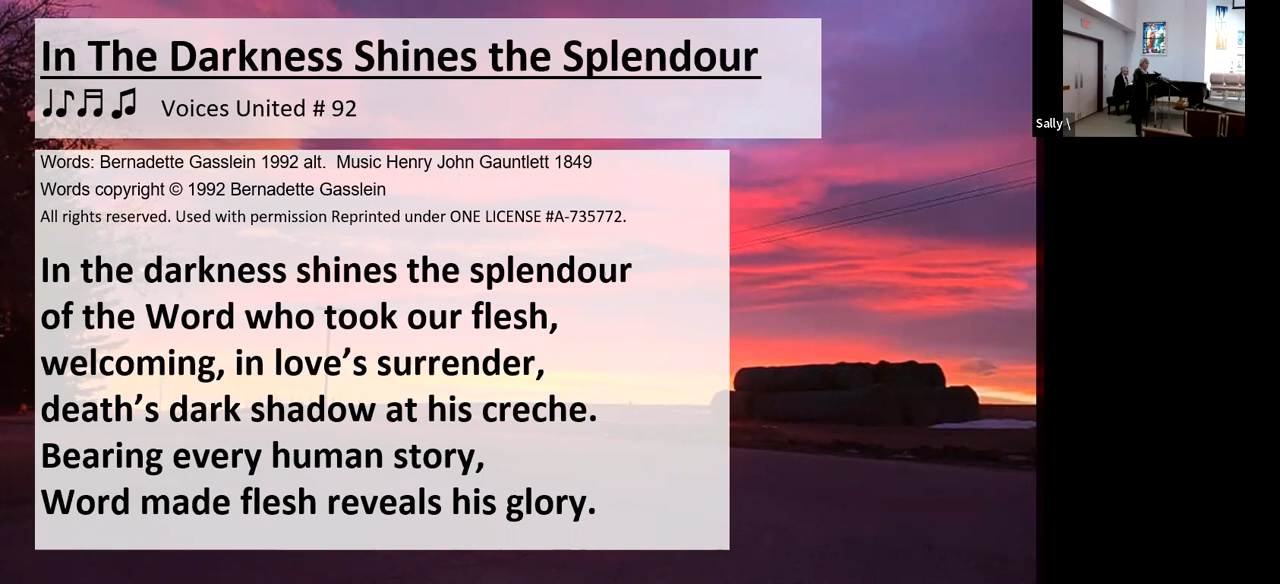 In The Darkness Shines the Splendour
Voices United # 92
Words: Bernadette Gasslein 1992 alt.  Music Henry John Gauntlett 1849
Words copyright © 1992 Bernadette Gasslein
All rights reserved. Used with permission Reprinted under ONE LICENSE #A-735772.
In the darkness shines the splendour
of the Word who took our flesh,
welcoming, in love’s surrender,
death’s dark shadow at his creche.
Bearing every human story,
Word made flesh reveals his glory.
Sally \